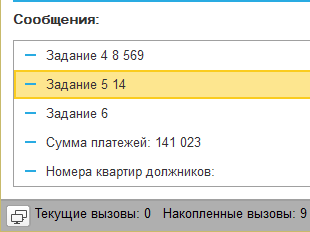 Сообщения:
Задание 4 8 569
Задание 5 14
Задание 6
Сумма платежей: 141 023
Номера квартир должников:
Текущие вызовы: 0 Накопленные вызовы: 9